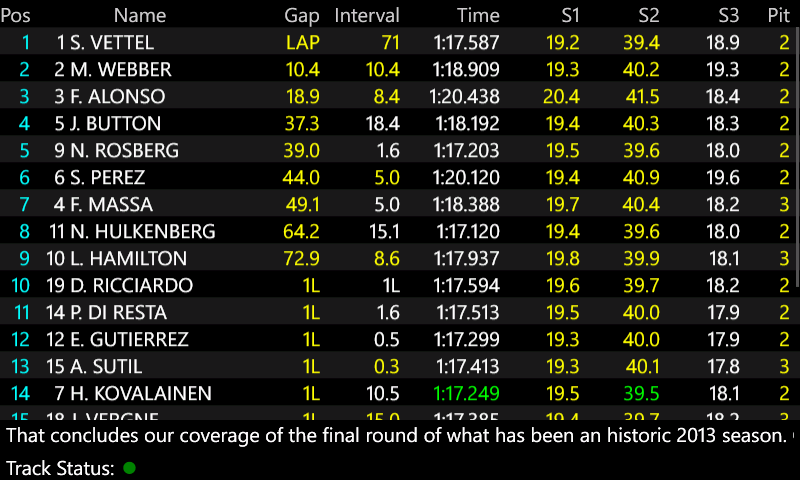 Pos Name Gap Interval Time S1 S2 S3 Pit
1 1 S. VETTEL LAP 71 1:17.587 19.2 39.4 18.9 2
2 2 M. WEBBER 10.4 10.4 1:18.909 19.3 40.2 19.3 2
3 3 F. ALONSO 18.9 8.4 1:20.438 20.4 41.5 18.4 2
4 5 J. BUTTON 37.3 18.4 1:18.192 19.4 40.3 18.3 2
5 9 N. ROSBERG 39.0 1.6 1:17.203 19.5 39.6 18.0 2
6 6 S. PEREZ 44.0 5.0 1:20.120 19.4 40.9 19.6 2
7 4 F. MASSA 49.1 5.0 1:18.388 19.7 40.4 18.2 3
8 11 N. HULKENBERG 64.2 15.1 1:17.120 19.4 39.6 18.0 2
9 10 L. HAMILTON 72.9 8.6 1:17.937 19.8 39.9 18.1 3
10 19 D. RICCIARDO 1L 1L 1:17.594 19.6 39.7 18.2 2
11 14 P. DI RESTA 1L 1.6 1:17.513 19.5 40.0 17.9 2
12 12 E. GUTIERREZ 1L 0.5 1:17.299 19.3 40.0 17.9 2
13 15 A. SUTIL 1L 0.3 1:17.413 19.3 40.1 17.8 3
14 7 H. KOVALAINEN 1L 10.5 1:17.249 19.5 39.5 18.1 2
15 18 J. VERGNE 1L 15.0 1:17.385 19.4 39.7 18.2 3
That concludes our coverage of the final round of what has been an historic 2013 season.
Track Status: